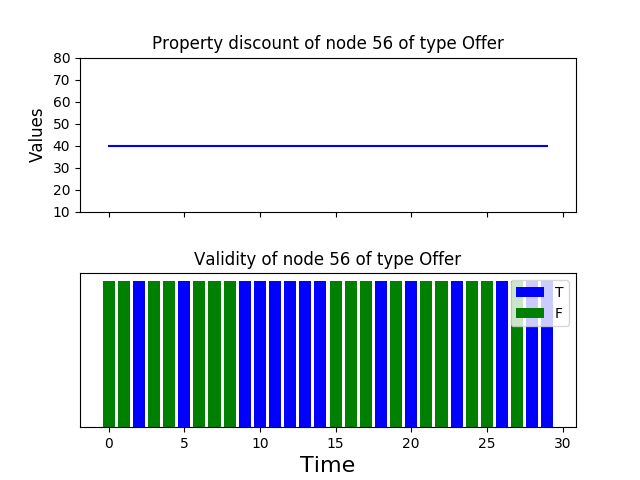 Property discount of node 56 of type Offer
80
70
60
50
40
30
20
10
Values
Validity of node 56 of type Offer
T
F
0 5 10 15 20 25 30
Time